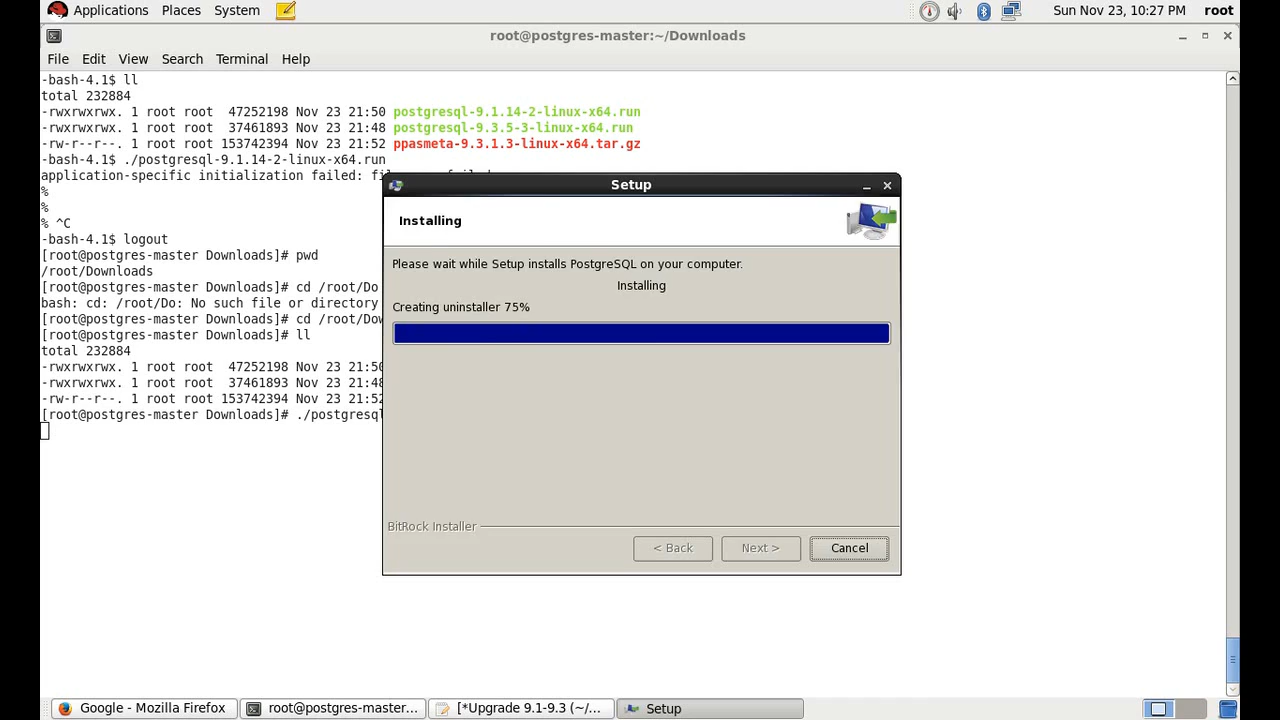 Applications Places System Sun Nov 23, 10:27 PM root
root@postgres-master:~/Downloads
File Edit View Search Terminal Help
-bash-4.1$ ll
total 232884
-rwxrwxrwx. 1 root root 47252198 Nov 23 21:50 postgresql-9.1.14-2-linux-x64.run
-rwxrwxrwx. 1 root root 37461893 Nov 23 21:48 postgresql-9.3.5-3-linux-x64.run
-rw-r--r--. 1 root root 153742394 Nov 23 21:52 ppasmeta-9.3.1.3-linux-x64.tar.gz
-bash-4.1$ ./postgresql-9.1.14-2-linux-x64.run
application-specific initialization failed:
%
%
% ^C
-bash-4.1$ logout
[root@postgres-master Downloads]# pwd
/root/Downloads
[root@postgres-master Downloads]# cd /root/Do
bash: cd: /root/Do: No such file or directory
[root@postgres-master Downloads]# cd /root/Dow
[root@postgres-master Downloads]# ll
total 232884
-rwxrwxrwx. 1 root root 47252198 Nov 23 21:50
-rwxrwxrwx. 1 root root 37461893 Nov 23 21:48
-rw-r--r--. 1 root root 153742394 Nov 23 21:52
[root@postgres-master Downloads]# ./postgresql
Setup
Installing
Please wait while Setup installs PostgreSQL on your computer.
Installing
Creating uninstaller 75%
BitRock Installer
< Back Next > Cancel
Google - Mozilla Firefox root@postgres-master... [*Upgrade 9.1-9.3 (~/... Setup